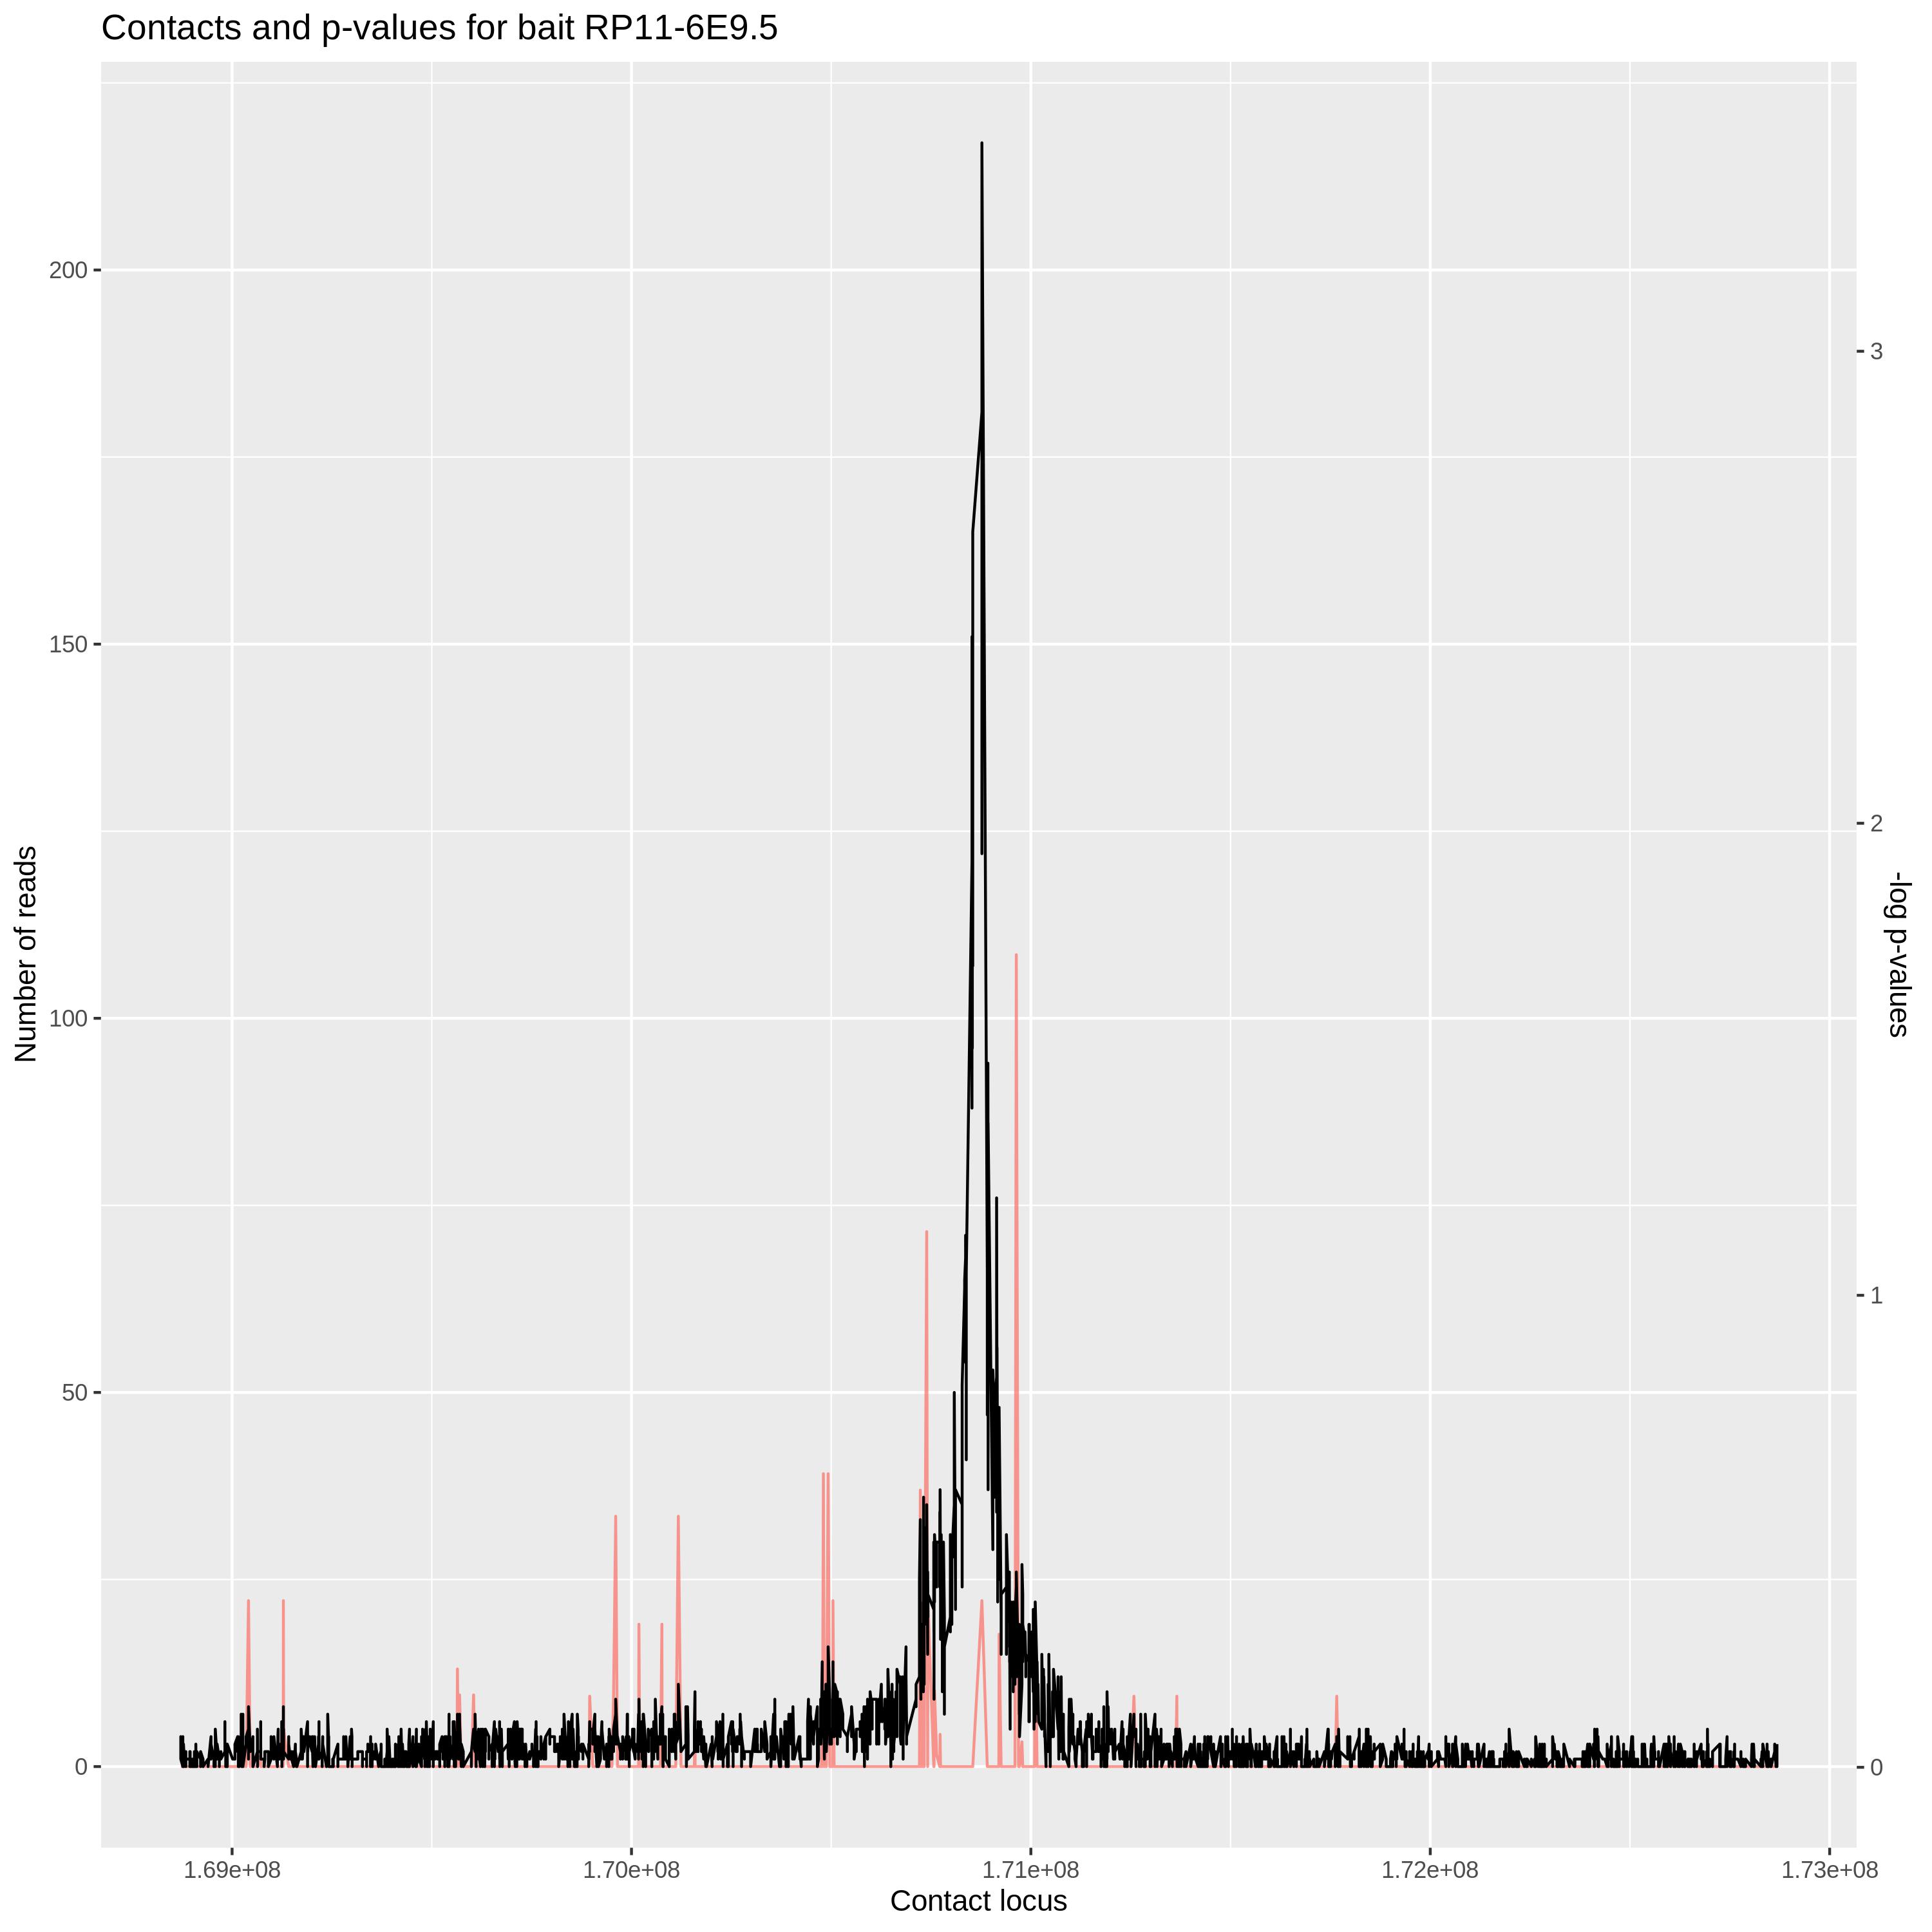 Contacts and p-values for bait RP11-6E9.5
200
150
100
50
0
Number of reads
3
2
1
0
-log p-values
1.69e+08
1.70e+08
1.71e+08
1.72e+08
1.73e+08
Contact locus